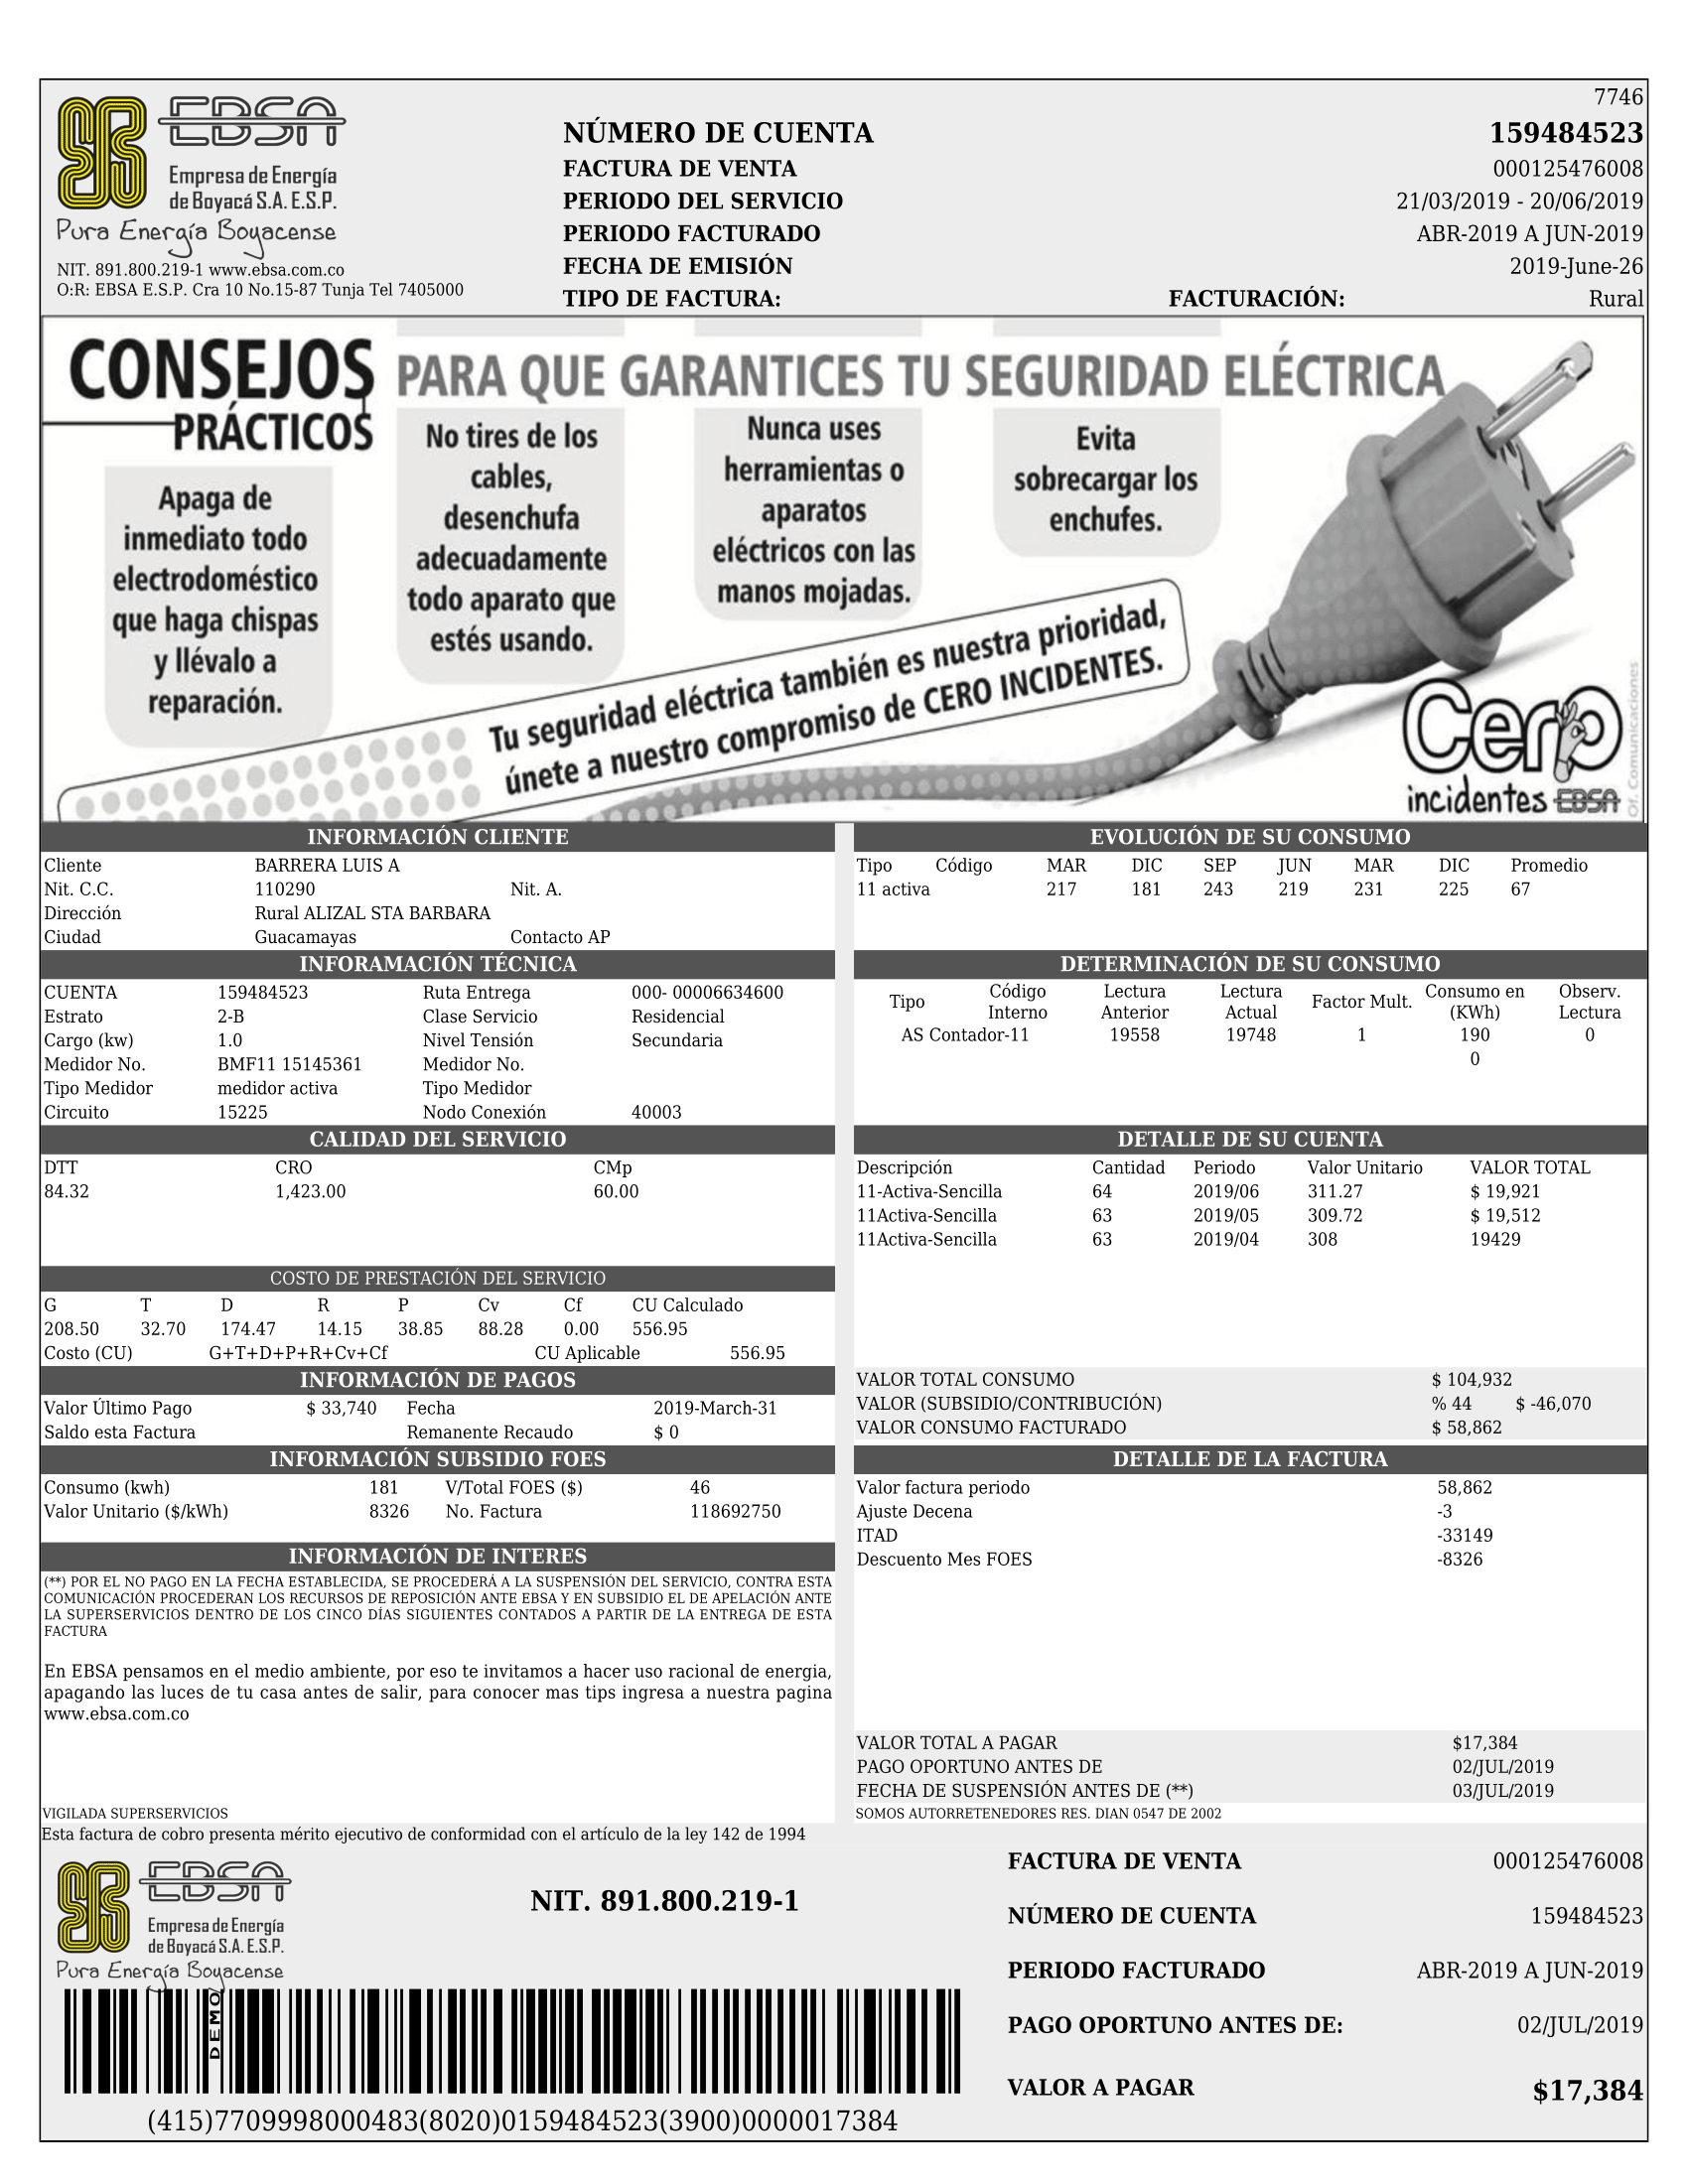 7746
EBSA
Empresa de Energía
de Boyacá S.A. E.S.P.
Pura Energía Boyacense
NIT. 891.800.219-1 www.ebsa.com.co
O:R: EBSA E.S.P. Cra 10 No.15-87 Tunja Tel 7405000
NÚMERO DE CUENTA 159484523
FACTURA DE VENTA 000125476008
PERIODO DEL SERVICIO 21/03/2019 - 20/06/2019
PERIODO FACTURADO ABR-2019 A JUN-2019
FECHA DE EMISIÓN 2019-June-26
TIPO DE FACTURA: FACTURACIÓN: Rural
CONSEJOS
PRÁCTICOS
PARA QUE GARANTICES TU SEGURIDAD ELÉCTRICA
Apaga de
inmediato todo
electrodoméstico
que haga chispas
y llévalo a
reparación.
No tires de los
cables,
desenchufa
adecuadamente
todo aparato que
estés usando.
Nunca uses
herramientas o
aparatos
eléctricos con las
manos mojadas.
Evita
sobrecargar los
enchufes.
Tu seguridad eléctrica también es nuestra prioridad,
únete a nuestro compromiso de CERO INCIDENTES.
Cero
incidentes EBSA
Of. Comunicaciones
INFORMACIÓN CLIENTE
Cliente BARRERA LUIS A
Nit. C.C. 110290 Nit. A.
Dirección Rural ALIZAL STA BARBARA
Ciudad Guacamayas Contacto AP
INFORAMACIÓN TÉCNICA
CUENTA 159484523 Ruta Entrega 000- 00006634600
Estrato 2-B Clase Servicio Residencial
Cargo (kw) 1.0 Nivel Tensión Secundaria
Medidor No. BMF11 15145361 Medidor No.
Tipo Medidor medidor activa Tipo Medidor
Circuito 15225 Nodo Conexión 40003
CALIDAD DEL SERVICIO
DTT CRO CMp
84.32 1,423.00 60.00
COSTO DE PRESTACIÓN DEL SERVICIO
G T D R P Cv Cf CU Calculado
208.50 32.70 174.47 14.15 38.85 88.28 0.00 556.95
Costo (CU) G+T+D+P+R+Cv+Cf CU Aplicable 556.95
INFORMACIÓN DE PAGOS
Valor Último Pago $ 33,740 Fecha 2019-March-31
Saldo esta Factura Remanente Recaudo $ 0
INFORMACIÓN SUBSIDIO FOES
Consumo (kwh) 181 V/Total FOES ($) 46
Valor Unitario ($/kWh) 8326 No. Factura 118692750
INFORMACIÓN DE INTERES
(**) POR EL NO PAGO EN LA FECHA ESTABLECIDA, SE PROCEDERÁ A LA SUSPENSIÓN DEL SERVICIO, CONTRA ESTA
COMUNICACIÓN PROCEDERAN LOS RECURSOS DE REPOSICIÓN ANTE EBSA Y EN SUBSIDIO EL DE APELACIÓN ANTE
LA SUPERSERVICIOS DENTRO DE LOS CINCO DÍAS SIGUIENTES CONTADOS A PARTIR DE LA ENTREGA DE ESTA
FACTURA
En EBSA pensamos en el medio ambiente, por eso te invitamos a hacer uso racional de energia,
apagando las luces de tu casa antes de salir, para conocer mas tips ingresa a nuestra pagina
www.ebsa.com.co
VIGILADA SUPERSERVICIOS
EVOLUCIÓN DE SU CONSUMO
Tipo Código MAR DIC SEP JUN MAR DIC Promedio
11 activa 217 181 243 219 231 225 67
DETERMINACIÓN DE SU CONSUMO
Tipo Código Interno Lectura Anterior Lectura Actual Factor Mult. Consumo en (KWh) Observ. Lectura
AS Contador-11 19558 19748 1 190 0
0
DETALLE DE SU CUENTA
Descripción Cantidad Periodo Valor Unitario VALOR TOTAL
11-Activa-Sencilla 64 2019/06 311.27 $ 19,921
11Activa-Sencilla 63 2019/05 309.72 $ 19,512
11Activa-Sencilla 63 2019/04 308 19429
VALOR TOTAL CONSUMO $ 104,932
VALOR (SUBSIDIO/CONTRIBUCIÓN) % 44 $ -46,070
VALOR CONSUMO FACTURADO $ 58,862
DETALLE DE LA FACTURA
Valor factura periodo 58,862
Ajuste Decena -3
ITAD -33149
Descuento Mes FOES -8326
VALOR TOTAL A PAGAR $17,384
PAGO OPORTUNO ANTES DE 02/JUL/2019
FECHA DE SUSPENSIÓN ANTES DE (**) 03/JUL/2019
SOMOS AUTORRETENEDORES RES. DIAN 0547 DE 2002
Esta factura de cobro presenta mérito ejecutivo de conformidad con el artículo de la ley 142 de 1994
EBSA
Empresa de Energía
de Boyacá S.A. E.S.P.
Pura Energía Boyacense
NIT. 891.800.219-1
DEMO
(415)7709998000483(8020)0159484523(3900)0000017384
FACTURA DE VENTA 000125476008
NÚMERO DE CUENTA 159484523
PERIODO FACTURADO ABR-2019 A JUN-2019
PAGO OPORTUNO ANTES DE: 02/JUL/2019
VALOR A PAGAR $17,384